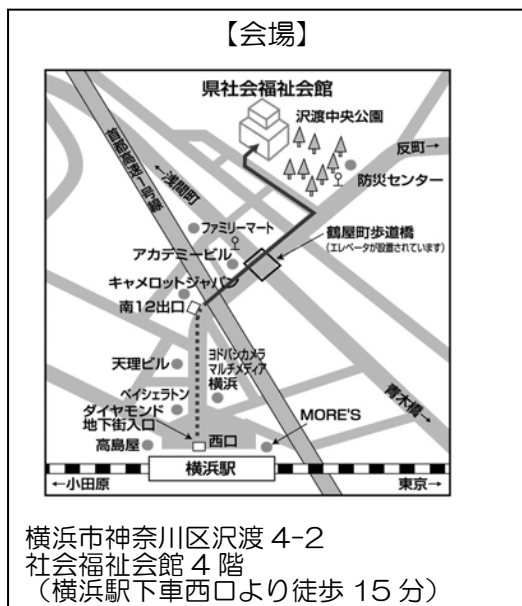 【会場】
県社会福祉会館
沢渡中央公園
反町→
首都高速1号線
←浅間町
防災センター
ファミリーマート
鶴屋町歩道橋
(エレベータが設置されています)
アカデミービル
キャメロットジャパン
南12出口
天理ビル
ヨドバシカメラ
マルチメディア
横浜
青木橋→
ベイシェラトン
ダイヤモンド
地下街入口
MORE'S
高島屋
西口
横浜駅
←小田原
東京→
横浜市神奈川区沢渡 4-2
社会福祉会館 4 階
（横浜駅下車西口より徒歩 15 分）